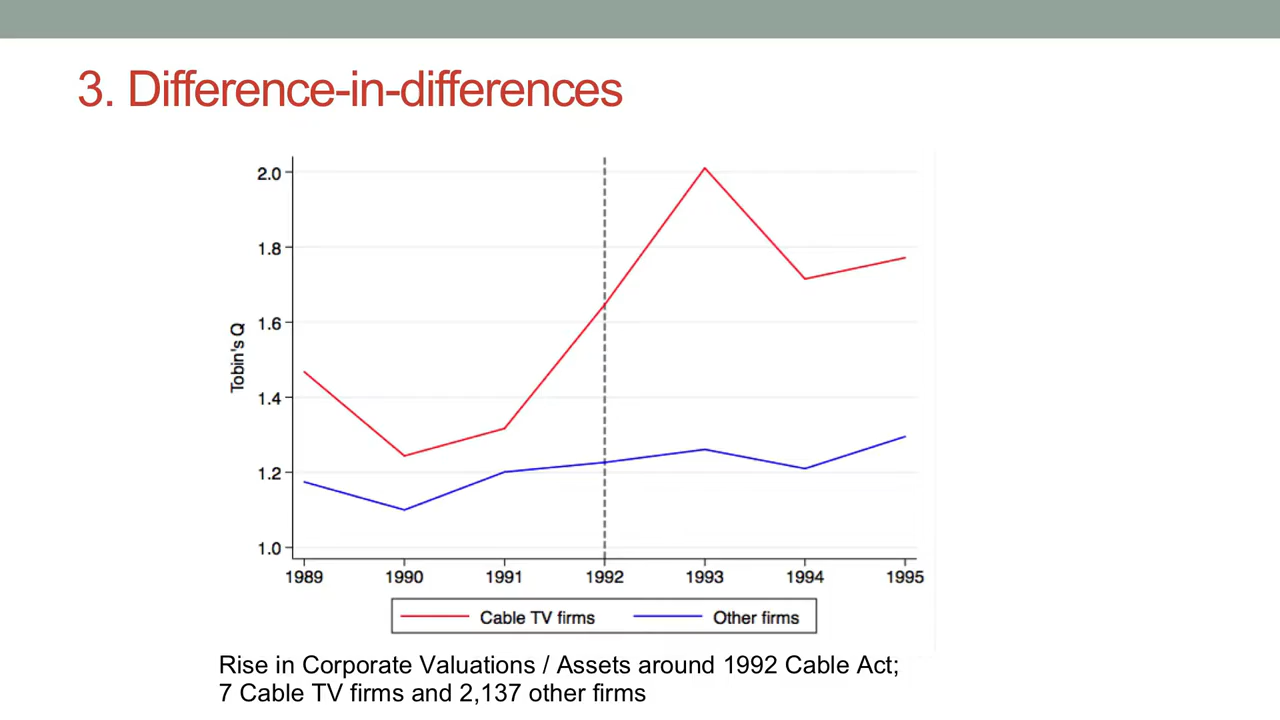 3. Difference-in-differences
2.0
1.8
1.6
1.4
1.2
1.0
Tobin's Q
1989 1990 1991 1992 1993 1994 1995
Cable TV firms Other firms
Rise in Corporate Valuations / Assets around 1992 Cable Act;
7 Cable TV firms and 2,137 other firms